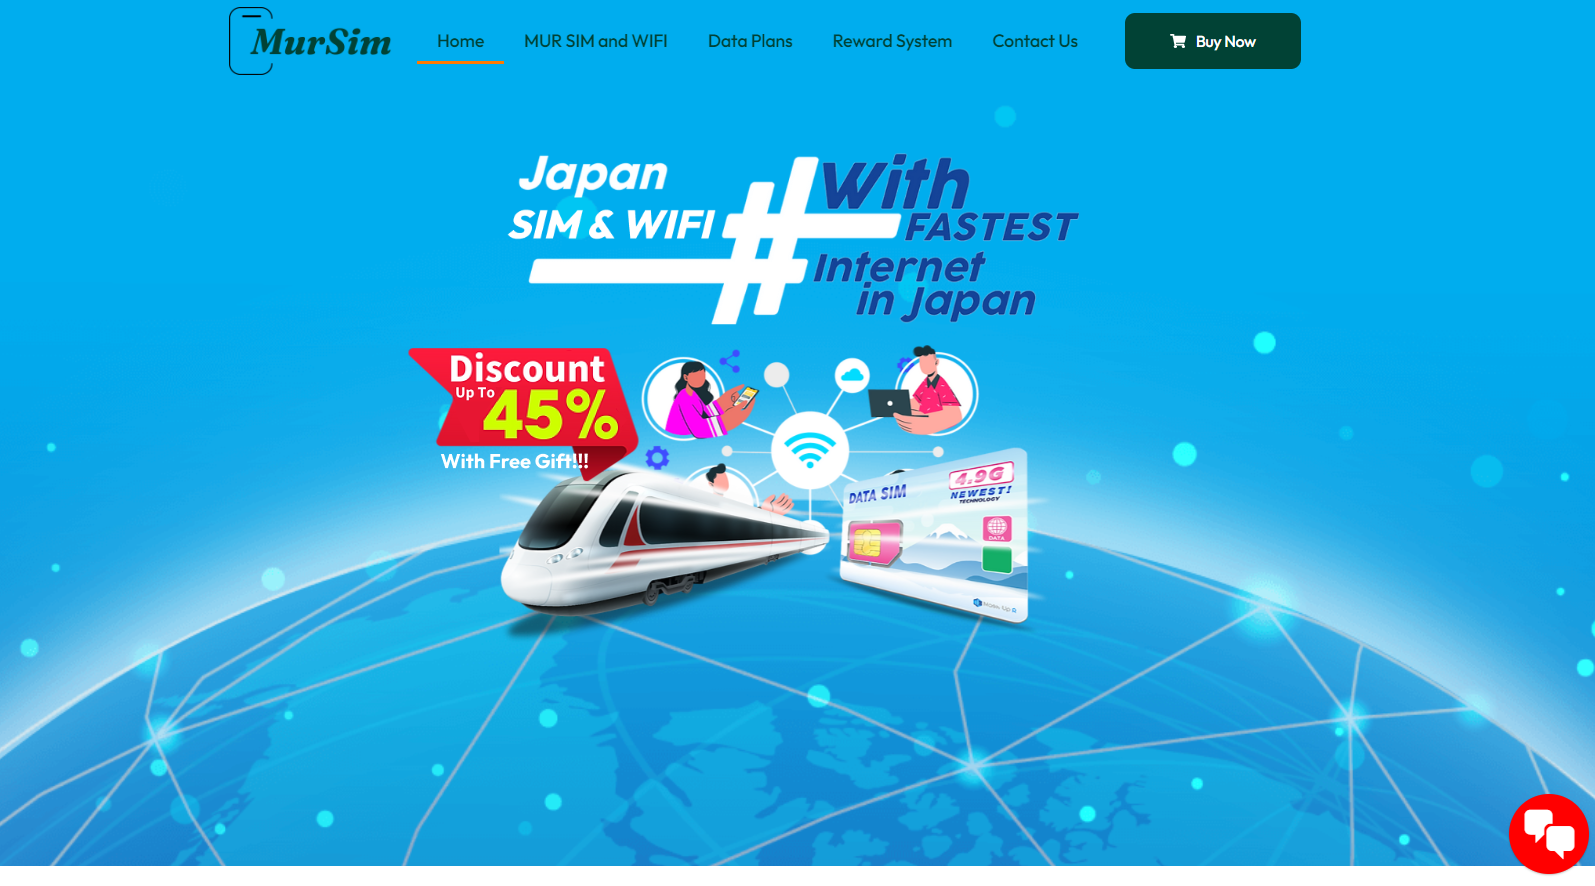 MurSim
Home
MUR SIM and WIFI
Data Plans
Reward System
Contact Us
Buy Now
Japan
SIM & WIFI
With
FASTEST
Internet
in Japan
Discount
Up To
45%
With Free Gift!!!
DATA SIM
4.9G
NEWEST!
TECHNOLOGY
DATA